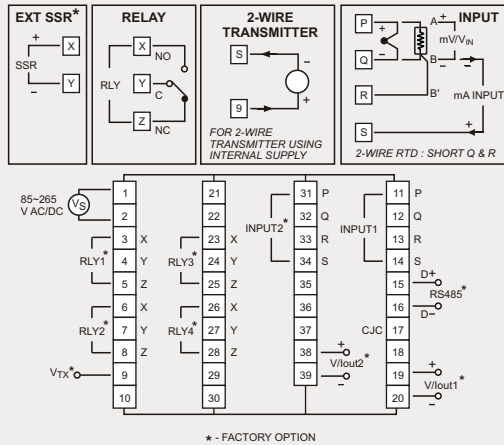 EXT SSR*
+
SSR
−
X
Y
RELAY
X
NO
RLY
Y
C
Z
NC
2-WIRE
TRANSMITTER
S
−
9
+
FOR 2-WIRE
TRANSMITTER USING
INTERNAL SUPPLY
INPUT
P
A
+
+
mV/VIN
Q
−
B
−
−
R
B'
mA INPUT
S
+
2-WIRE RTD : SHORT Q & R
85~265
V AC/DC
VS
1
2
3 X
RLY1* 4 Y
5 Z
6 X
RLY2* 7 Y
8 Z
VTX* 9
10
21
22
23 X
RLY3* 24 Y
25 Z
26 X
RLY4* 27 Y
28 Z
29
30
31 P
INPUT2* 32 Q
33 R
34 S
35
36
37
38 +
V/Iout2*
39 −
11 P
INPUT1 12 Q
13 R
14 S
15 D+
RS485*
16 D−
CJC 17
18
19 +
V/Iout1*
20 −
* - FACTORY OPTION